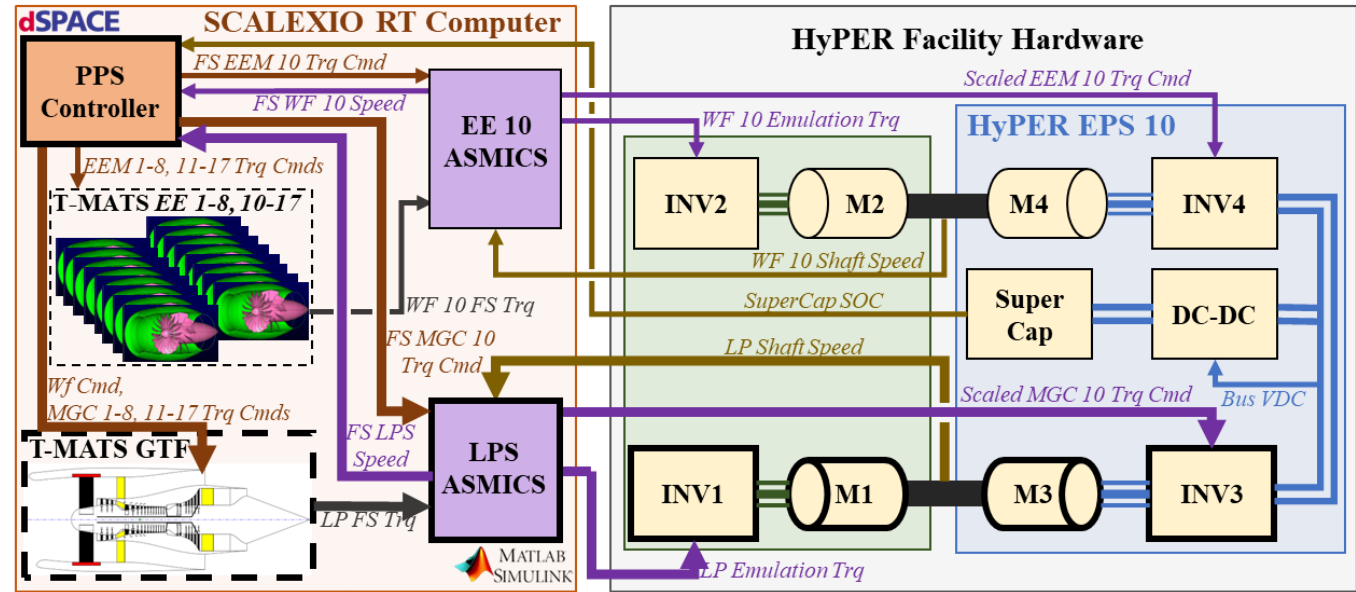 dSPACE
SCALEXIO RT Computer
PPS
Controller
FS EEM 10 Trq Cmd
FS WF 10 Speed
EE 10
ASMICS
EEM 1-8, 11-17 Trq Cmds
T-MATS EE 1-8, 10-17
WF 10 FS Trq
FS MGC 10
Trq Cmd
Wf Cmd,
MGC 1-8, 11-17 Trq Cmds
T-MATS GTF
FS LPS
Speed
LPS
ASMICS
LP FS Trq
MATLAB
SIMULINK
HyPER Facility Hardware
Scaled EEM 10 Trq Cmd
WF 10 Emulation Trq
HyPER EPS 10
INV2
M2
M4
INV4
WF 10 Shaft Speed
SuperCap SOC
Super
Cap
DC-DC
LP Shaft Speed
Scaled MGC 10 Trq Cmd
Bus VDC
INV1
M1
M3
INV3
LP Emulation Trq